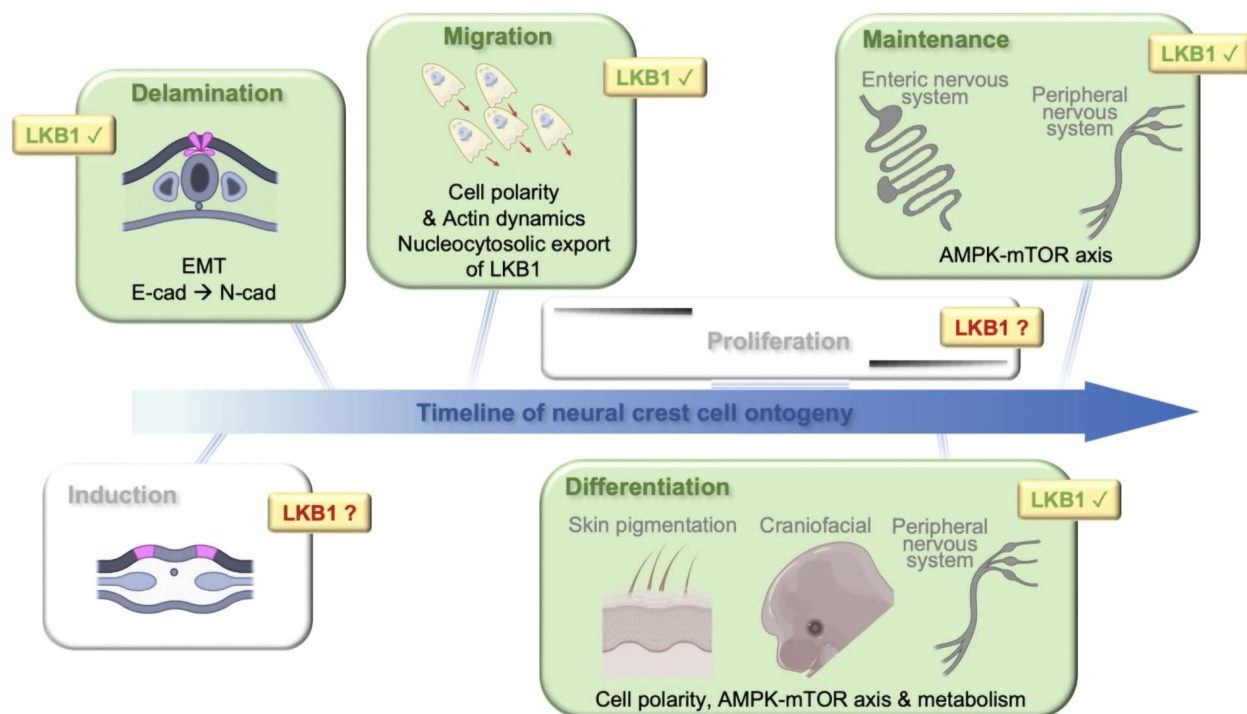 Delamination
LKB1 ✓
EMT
E-cad → N-cad
Migration
LKB1 ✓
Cell polarity
& Actin dynamics
Nucleocytosolic export
of LKB1
Maintenance
LKB1 ✓
Enteric nervous
system
Peripheral
nervous
system
AMPK-mTOR axis
LKB1 ?
Proliferation
Timeline of neural crest cell ontogeny
Induction
LKB1 ?
Differentiation
LKB1 ✓
Skin pigmentation
Craniofacial
Peripheral
nervous
system
Cell polarity, AMPK-mTOR axis & metabolism